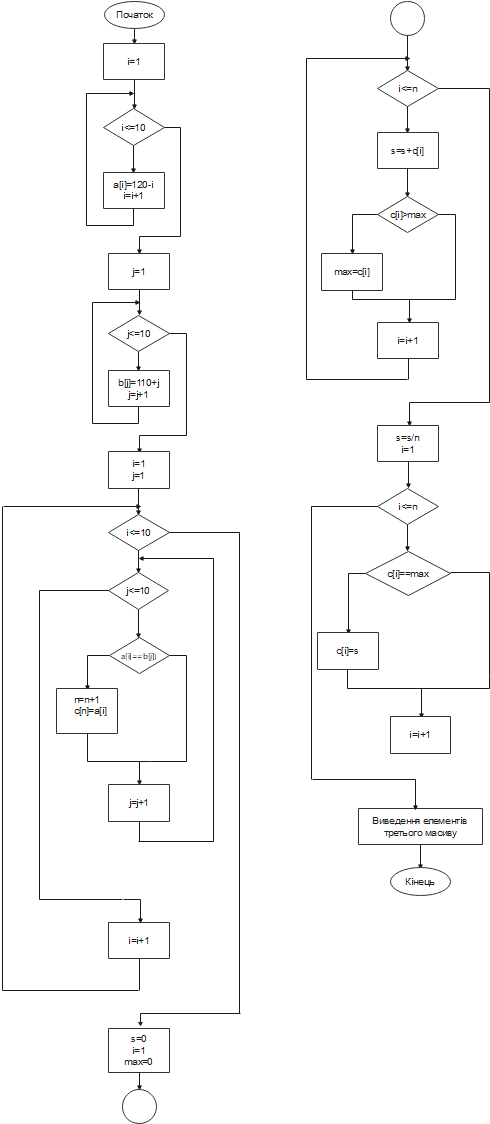 Початок
i=1
i<=10
a[i]=120-i
i=i+1
j=1
j<=10
b[j]=110+j
j=j+1
i=1
j=1
i<=10
j<=10
a[i]==b[j])
n=n+1
c[n]=a[i]
j=j+1
i=i+1
s=0
i=1
max=0
i<=n
s=s+c[i]
c[i]>max
max=c[i]
i=i+1
s=s/n
i=1
i<=n
c[i]==max
c[i]=s
i=i+1
Виведення елементів
третього масиву
Кінець